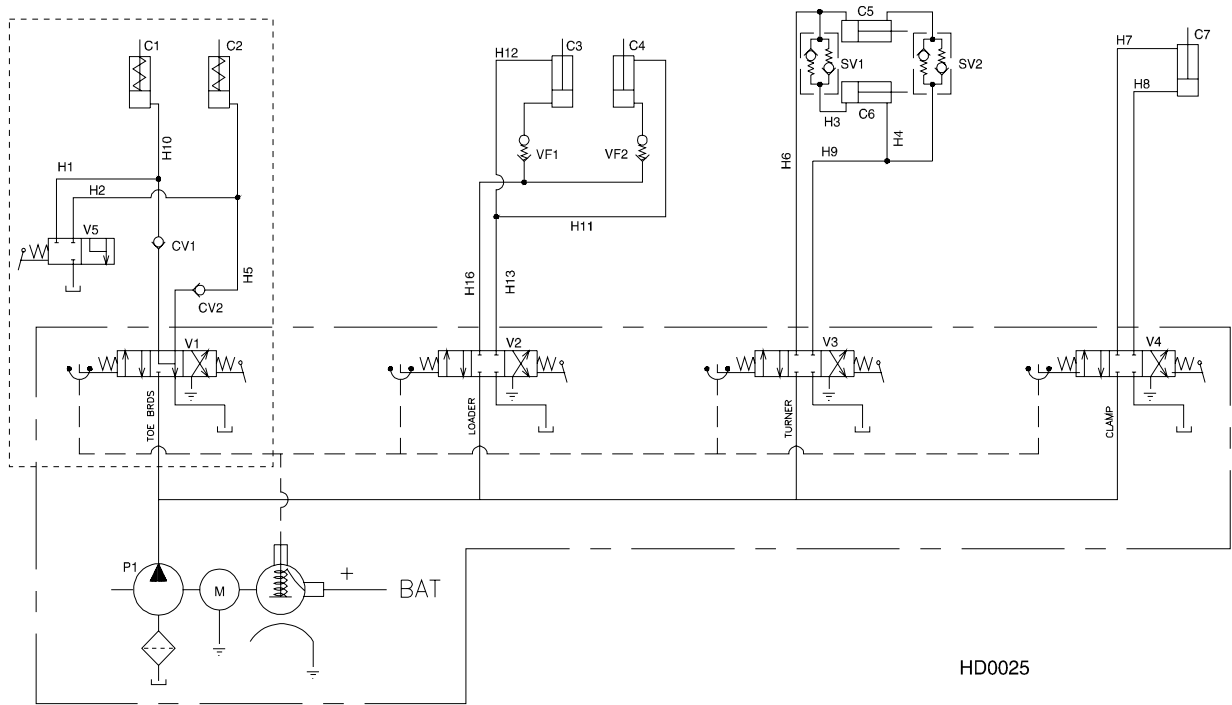 C1
C2
H12
C3
C4
C5
SV1
SV2
H7
C7
H8
H3
C6
H4
H10
VF1
VF2
H6
H9
H1
H2
H11
V5
CV1
H5
CV2
H16
H13
V1
V2
V3
V4
TOE BRDS
LOADER
TURNER
CLAMP
P1
M
+
BAT
HD0025